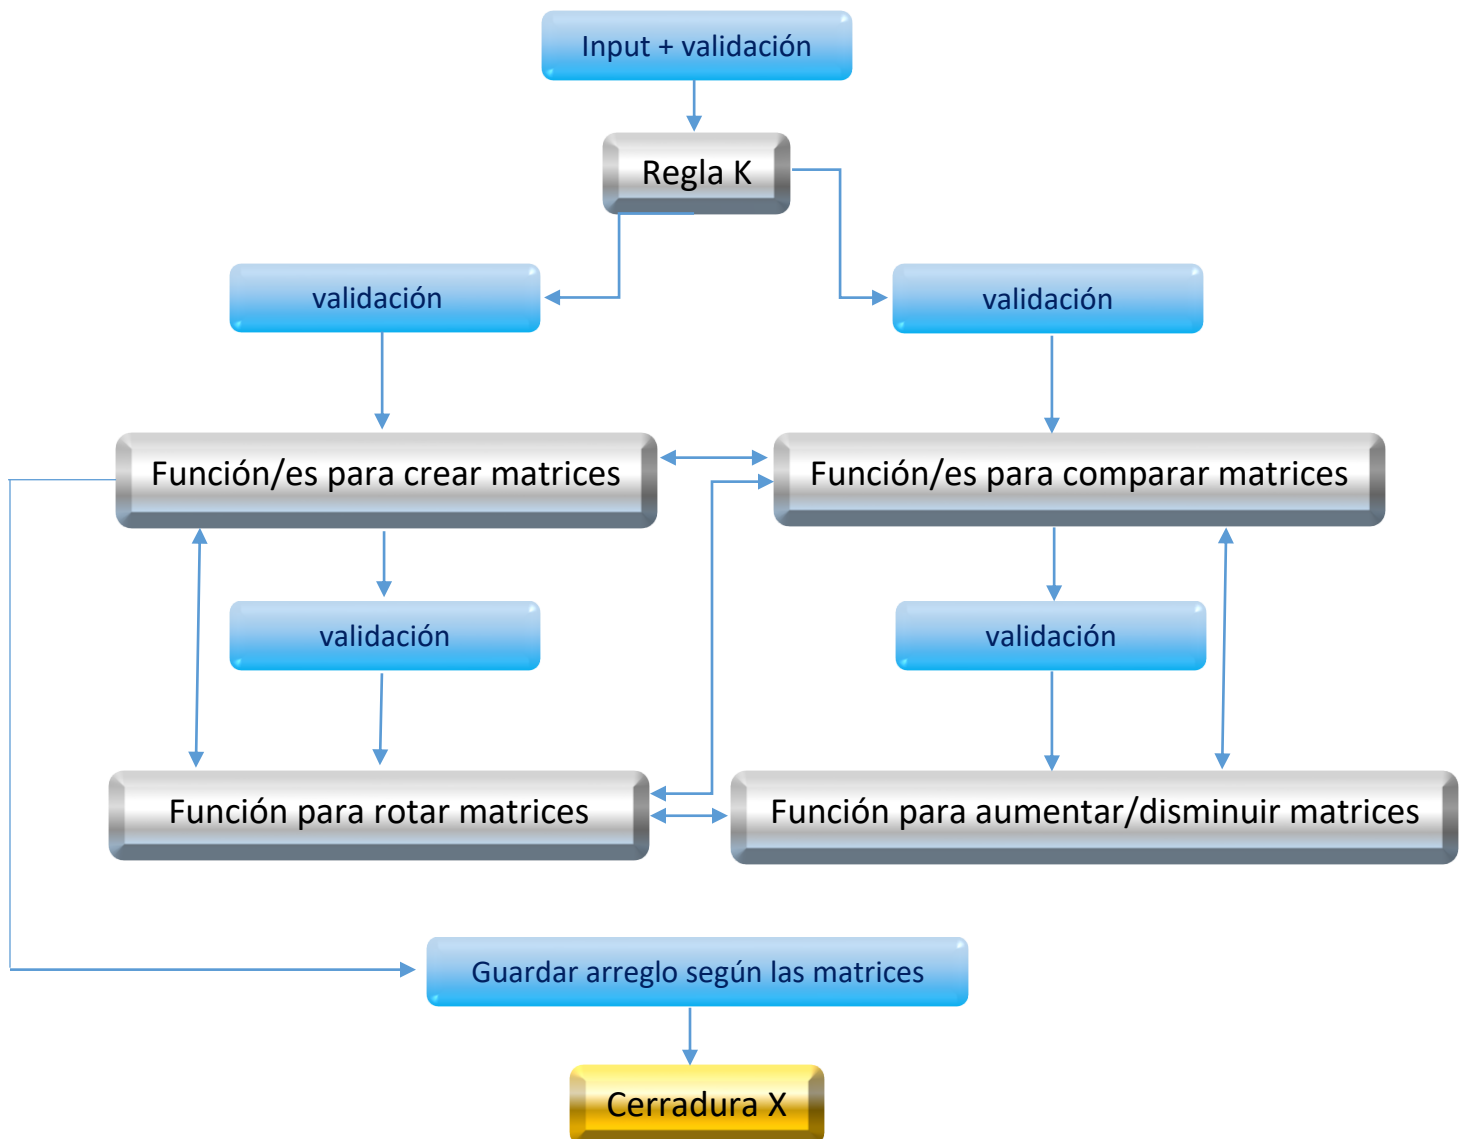 Input + validación
Regla K
validación
validación
Función/es para crear matrices
Función/es para comparar matrices
validación
validación
Función para rotar matrices
Función para aumentar/disminuir matrices
Guardar arreglo según las matrices
Cerradura X